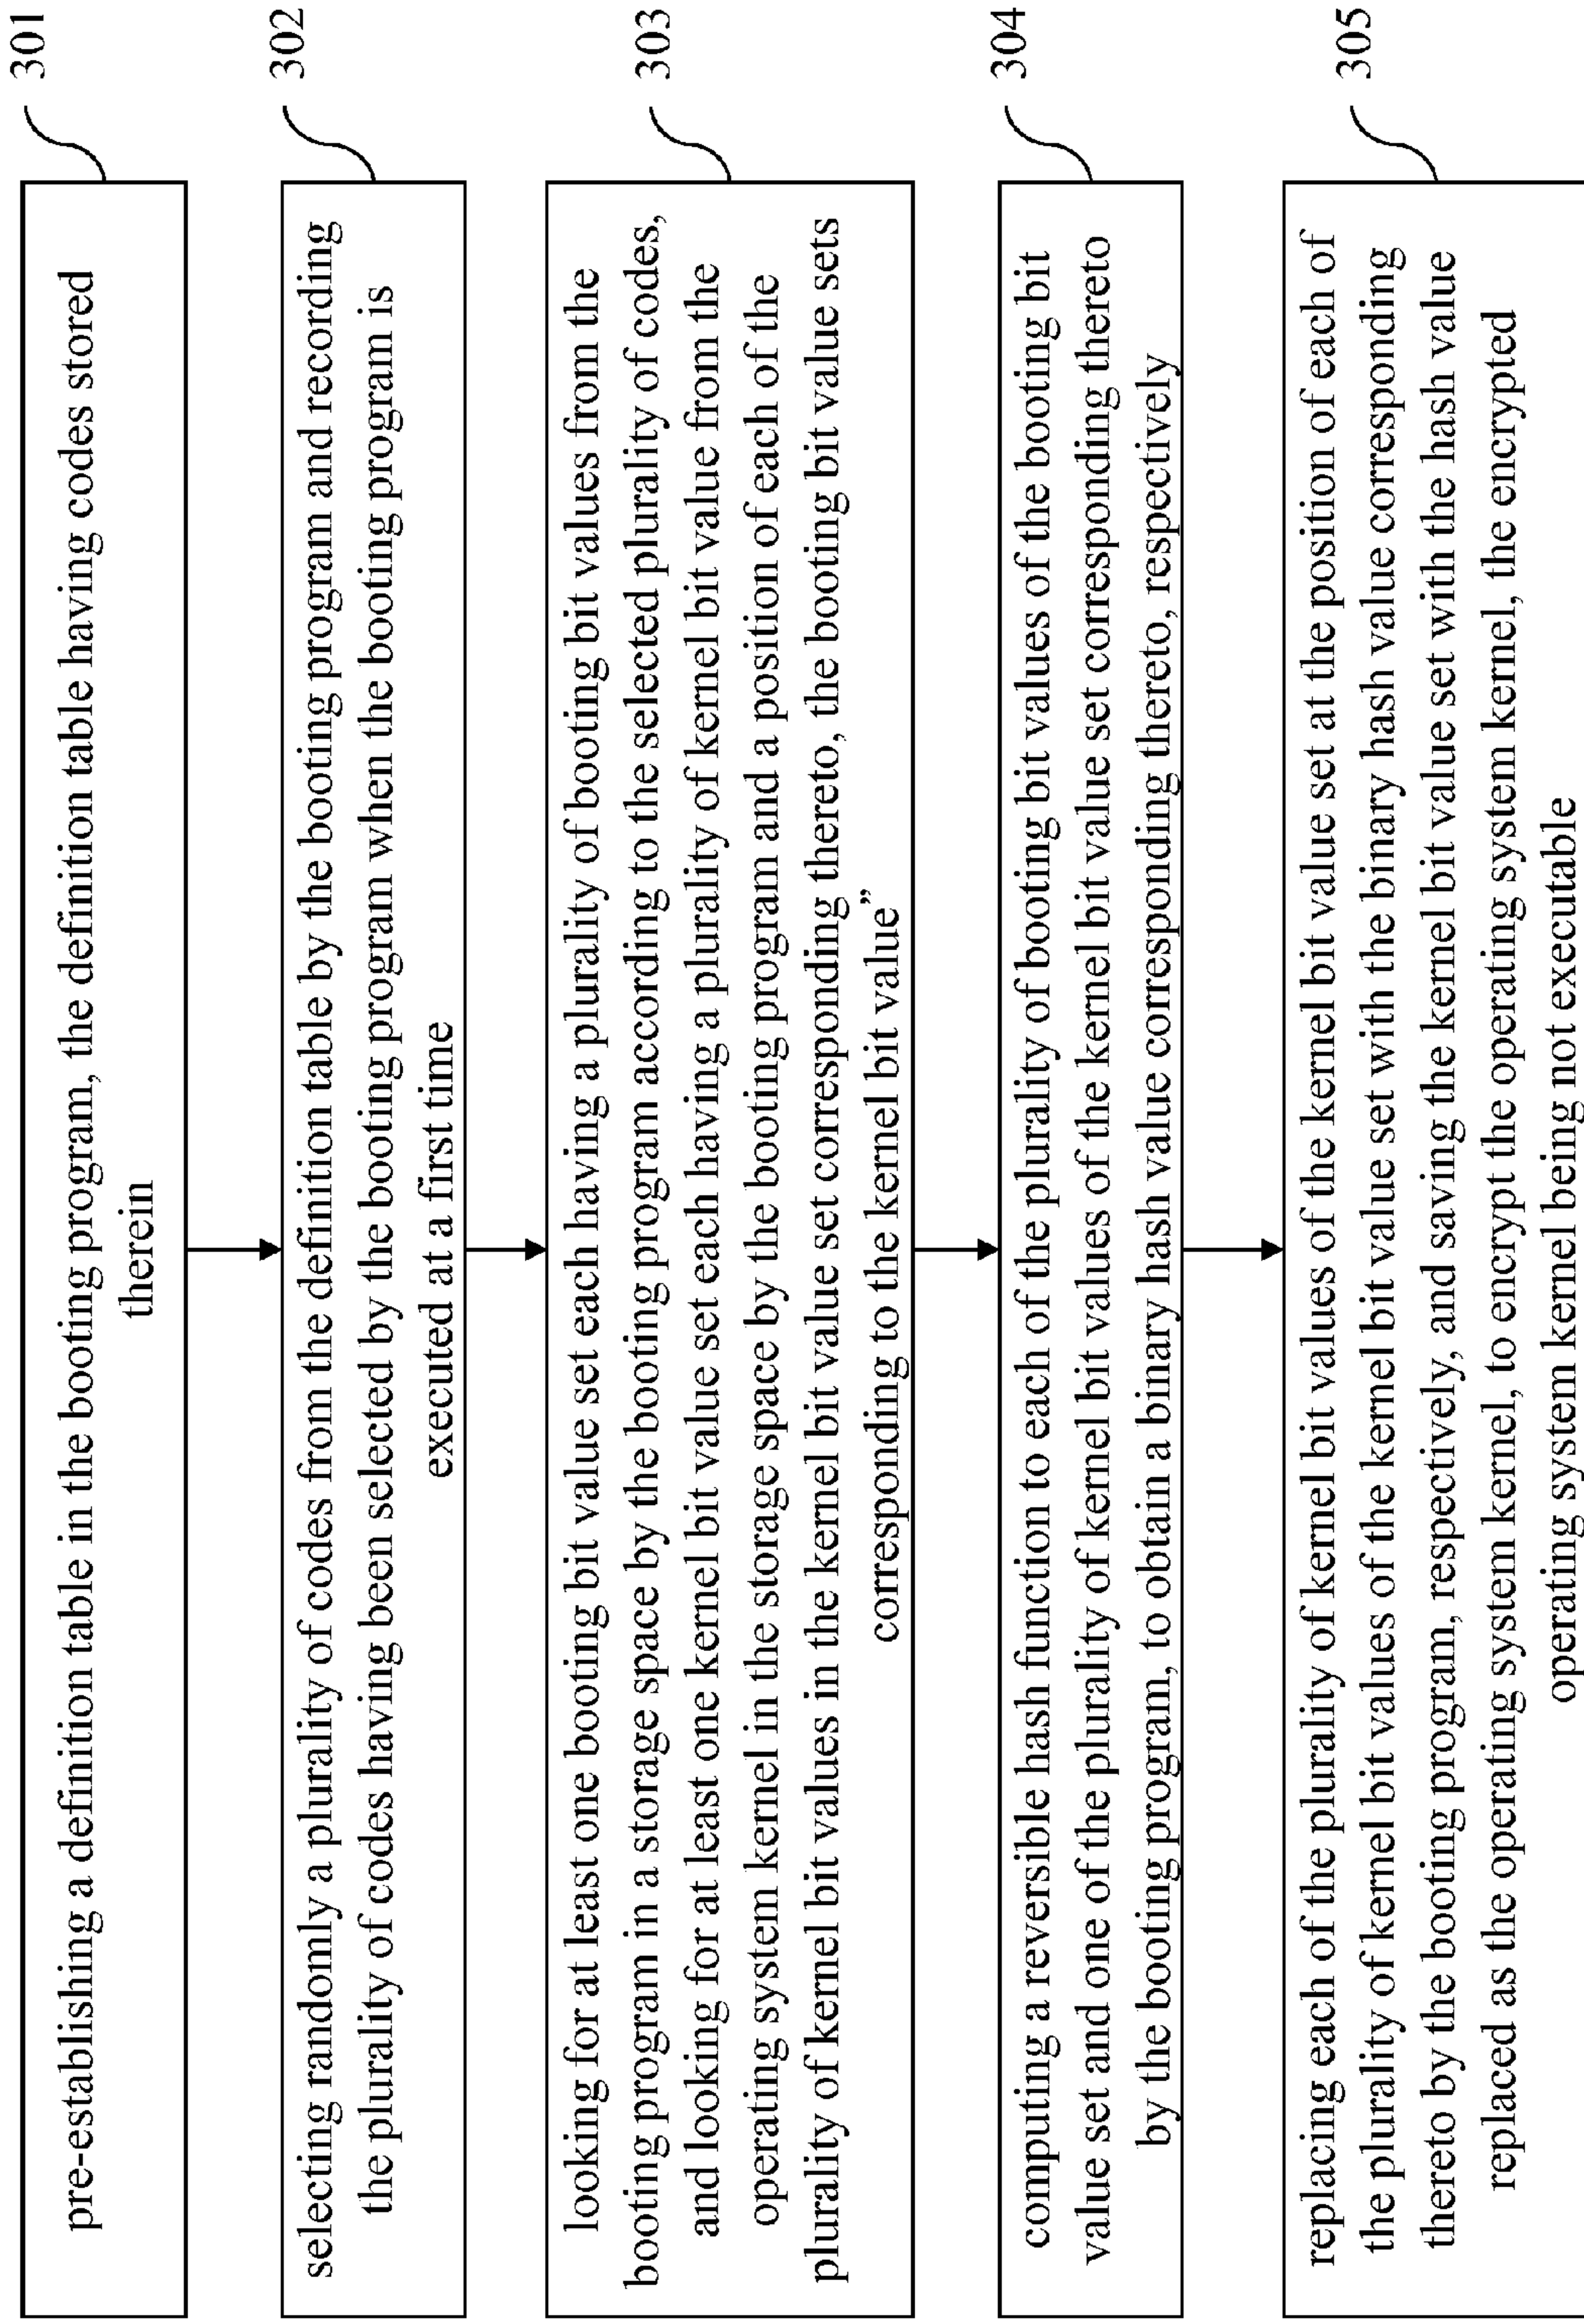 301
pre-establishing a definition table in the booting program, the definition table having codes stored
therein
302
selecting randomly a plurality of codes from the definition table by the booting program and recording
the plurality of codes having been selected by the booting program when the booting program is
executed at a first time
303
looking for at least one booting bit value set each having a plurality of booting bit values from the
booting program in a storage space by the booting program according to the selected plurality of codes,
and looking for at least one kernel bit value set each having a plurality of kernel bit value from the
operating system kernel in the storage space by the booting program and a position of each of the
plurality of kernel bit values in the kernel bit value set corresponding thereto, the booting bit value sets
corresponding to the kernel bit value”
304
computing a reversible hash function to each of the plurality of booting bit values of the booting bit
value set and one of the plurality of kernel bit values of the kernel bit value set corresponding thereto
by the booting program, to obtain a binary hash value corresponding thereto, respectively
305
replacing each of the plurality of kernel bit values of the kernel bit value set at the position of each of
the plurality of kernel bit values of the kernel bit value set with the binary hash value corresponding
thereto by the booting program, respectively, and saving the kernel bit value set with the hash value
replaced as the operating system kernel, to encrypt the operating system kernel, the encrypted
operating system kernel being not executable